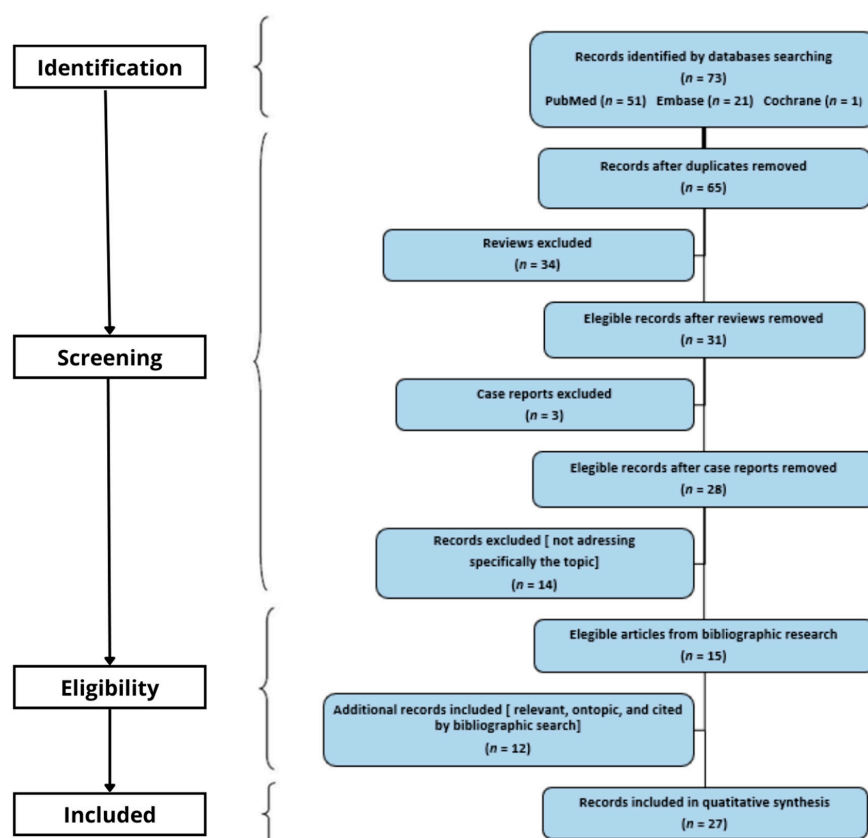 Identification
Records identified by databases searching
(n = 73)
PubMed (n = 51) Embase (n = 21) Cochrane (n = 1)
Records after duplicates removed
(n = 65)
Reviews excluded
(n = 34)
Elegible records after reviews removed
(n = 31)
Screening
Case reports excluded
(n = 3)
Elegible records after case reports removed
(n = 28)
Records excluded [ not adressing
specifically the topic]
(n = 14)
Elegible articles from bibliographic research
(n = 15)
Eligibility
Additional records included [ relevant, ontopic, and cited
by bibliographic search]
(n = 12)
Included
Records included in quatitative synthesis
(n = 27)